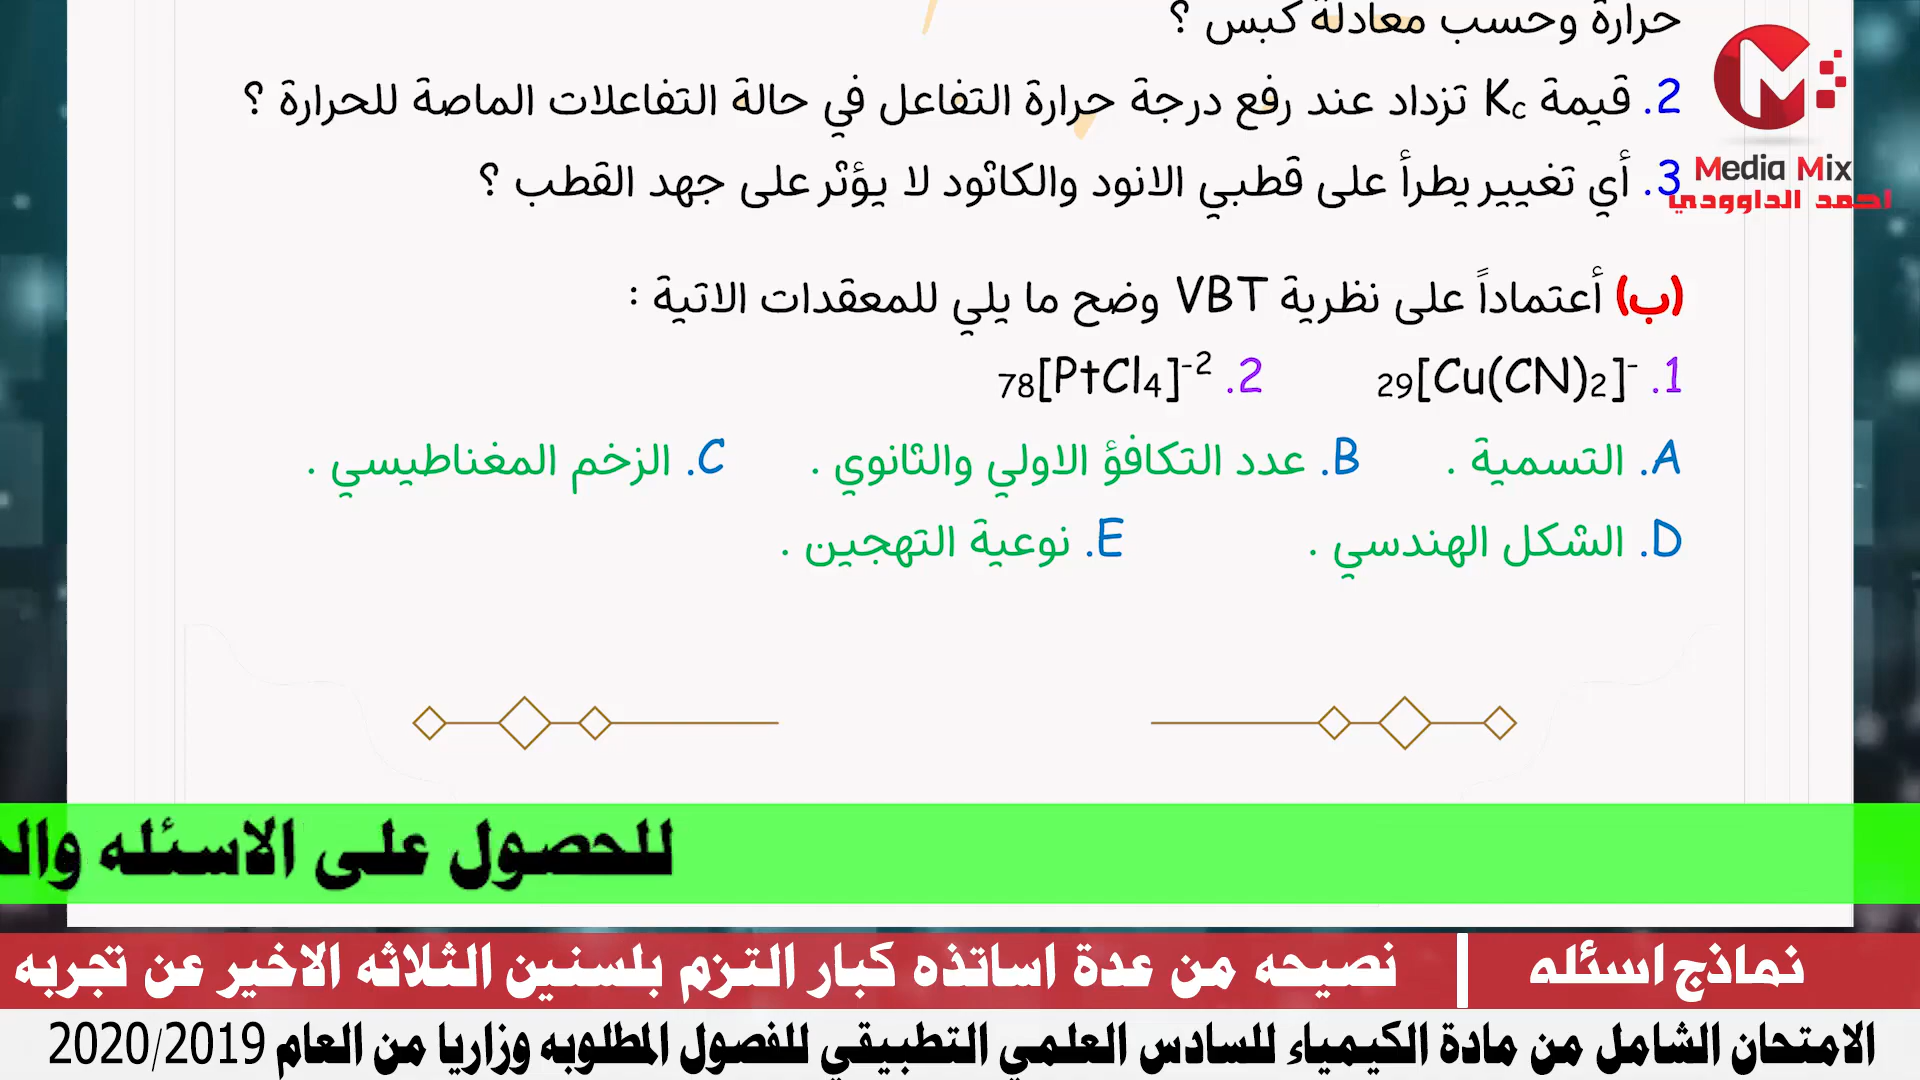 حرارة وحسب معادلة كبس ؟
2. قيمة Kc تزداد عند رفع درجة حرارة التفاعل في حالة التفاعلات الماصة للحرارة ؟
3. أي تغيير يطرأ على قطبي الانود والكاثود لا يؤثر على جهد القطب ؟
Media Mix
احمد الداوودي
(ب) أعتماداً على نظرية VBT وضح ما يلي للمعقدات الاتية :
1. ₂₉[Cu(CN)₂]⁻ 2. ₇₈[PtCl₄]⁻²
A. التسمية . B. عدد التكافؤ الاولي والثانوي . C. الزخم المغناطيسي .
D. الشكل الهندسي . E. نوعية التهجين .
للحصول على الاسئله
نماذج اسئله | نصيحه من عدة اساتذه كبار التزم بلسنين الثلاثه الاخير عن تجربه
الامتحان الشامل من مادة الكيمياء للسادس العلمي التطبيقي للفصول المطلوبه وزاريا من العام 2020/2019